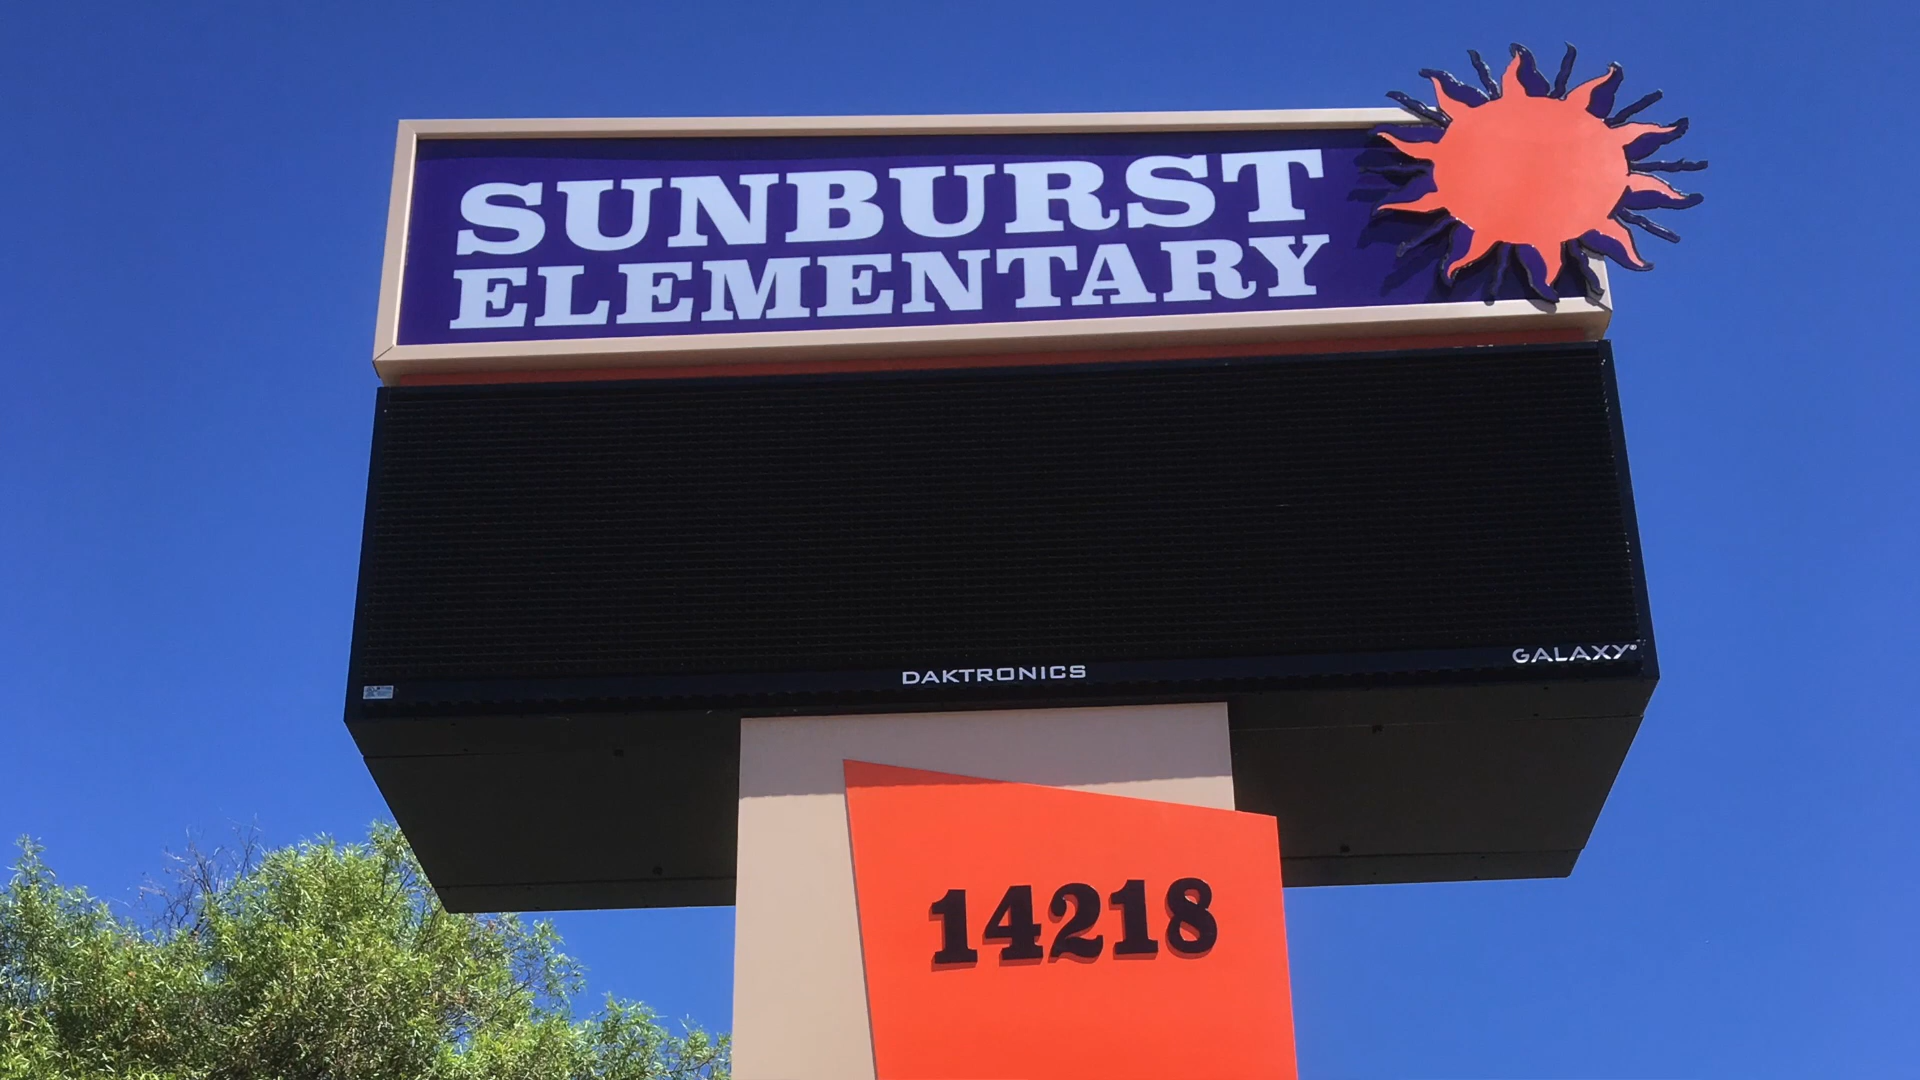 SUNBURST
ELEMENTARY
DAKTRONICS
GALAXY®
14218